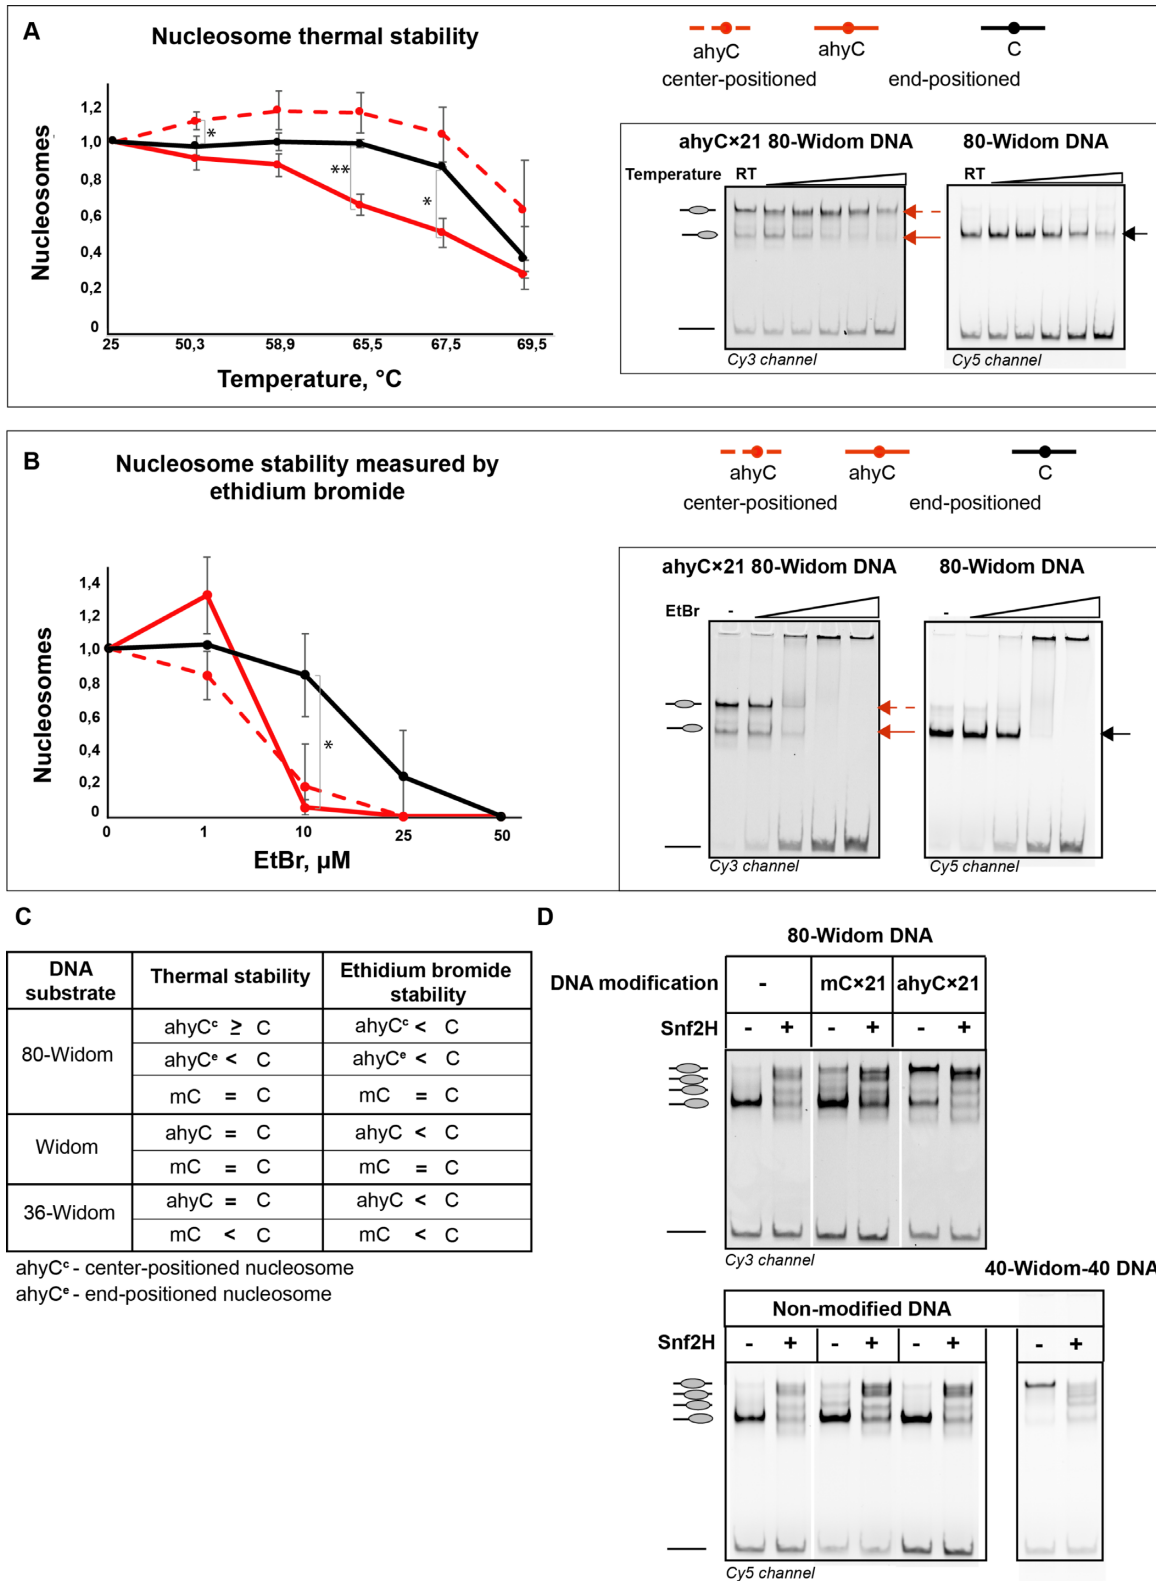 A
Nucleosome thermal stability
ahyC
ahyC
C
center-positioned
end-positioned
Nucleosomes
1,2
1,0
0,8
0,6
0,4
0,2
0
*
**
*
25
50,3
58,9
65,5
67,5
69,5
Temperature, °C
ahyC×21 80-Widom DNA
80-Widom DNA
Temperature
RT
RT
Cy3 channel
Cy5 channel
B
Nucleosome stability measured by
ethidium bromide
ahyC
ahyC
C
center-positioned
end-positioned
Nucleosomes
1,4
1,2
1,0
0,8
0,6
0,4
0,2
0
*
0
1
10
25
50
EtBr, µM
ahyC×21 80-Widom DNA
80-Widom DNA
EtBr
-
-
Cy3 channel
Cy5 channel
C
DNA
substrate
Thermal stability
Ethidium bromide
stability
80-Widom
ahyCᶜ ≥ C
ahyCᶜ < C
ahyCᵉ < C
ahyCᵉ < C
mC = C
mC = C
Widom
ahyC = C
ahyC < C
mC = C
mC = C
36-Widom
ahyC = C
ahyC < C
mC < C
mC < C
ahyCᶜ - center-positioned nucleosome
ahyCᵉ - end-positioned nucleosome
D
80-Widom DNA
DNA modification
-
mC×21
ahyC×21
Snf2H
- + - + - +
Cy3 channel
40-Widom-40 DNA
Non-modified DNA
Snf2H
- + - + - + - +
Cy5 channel